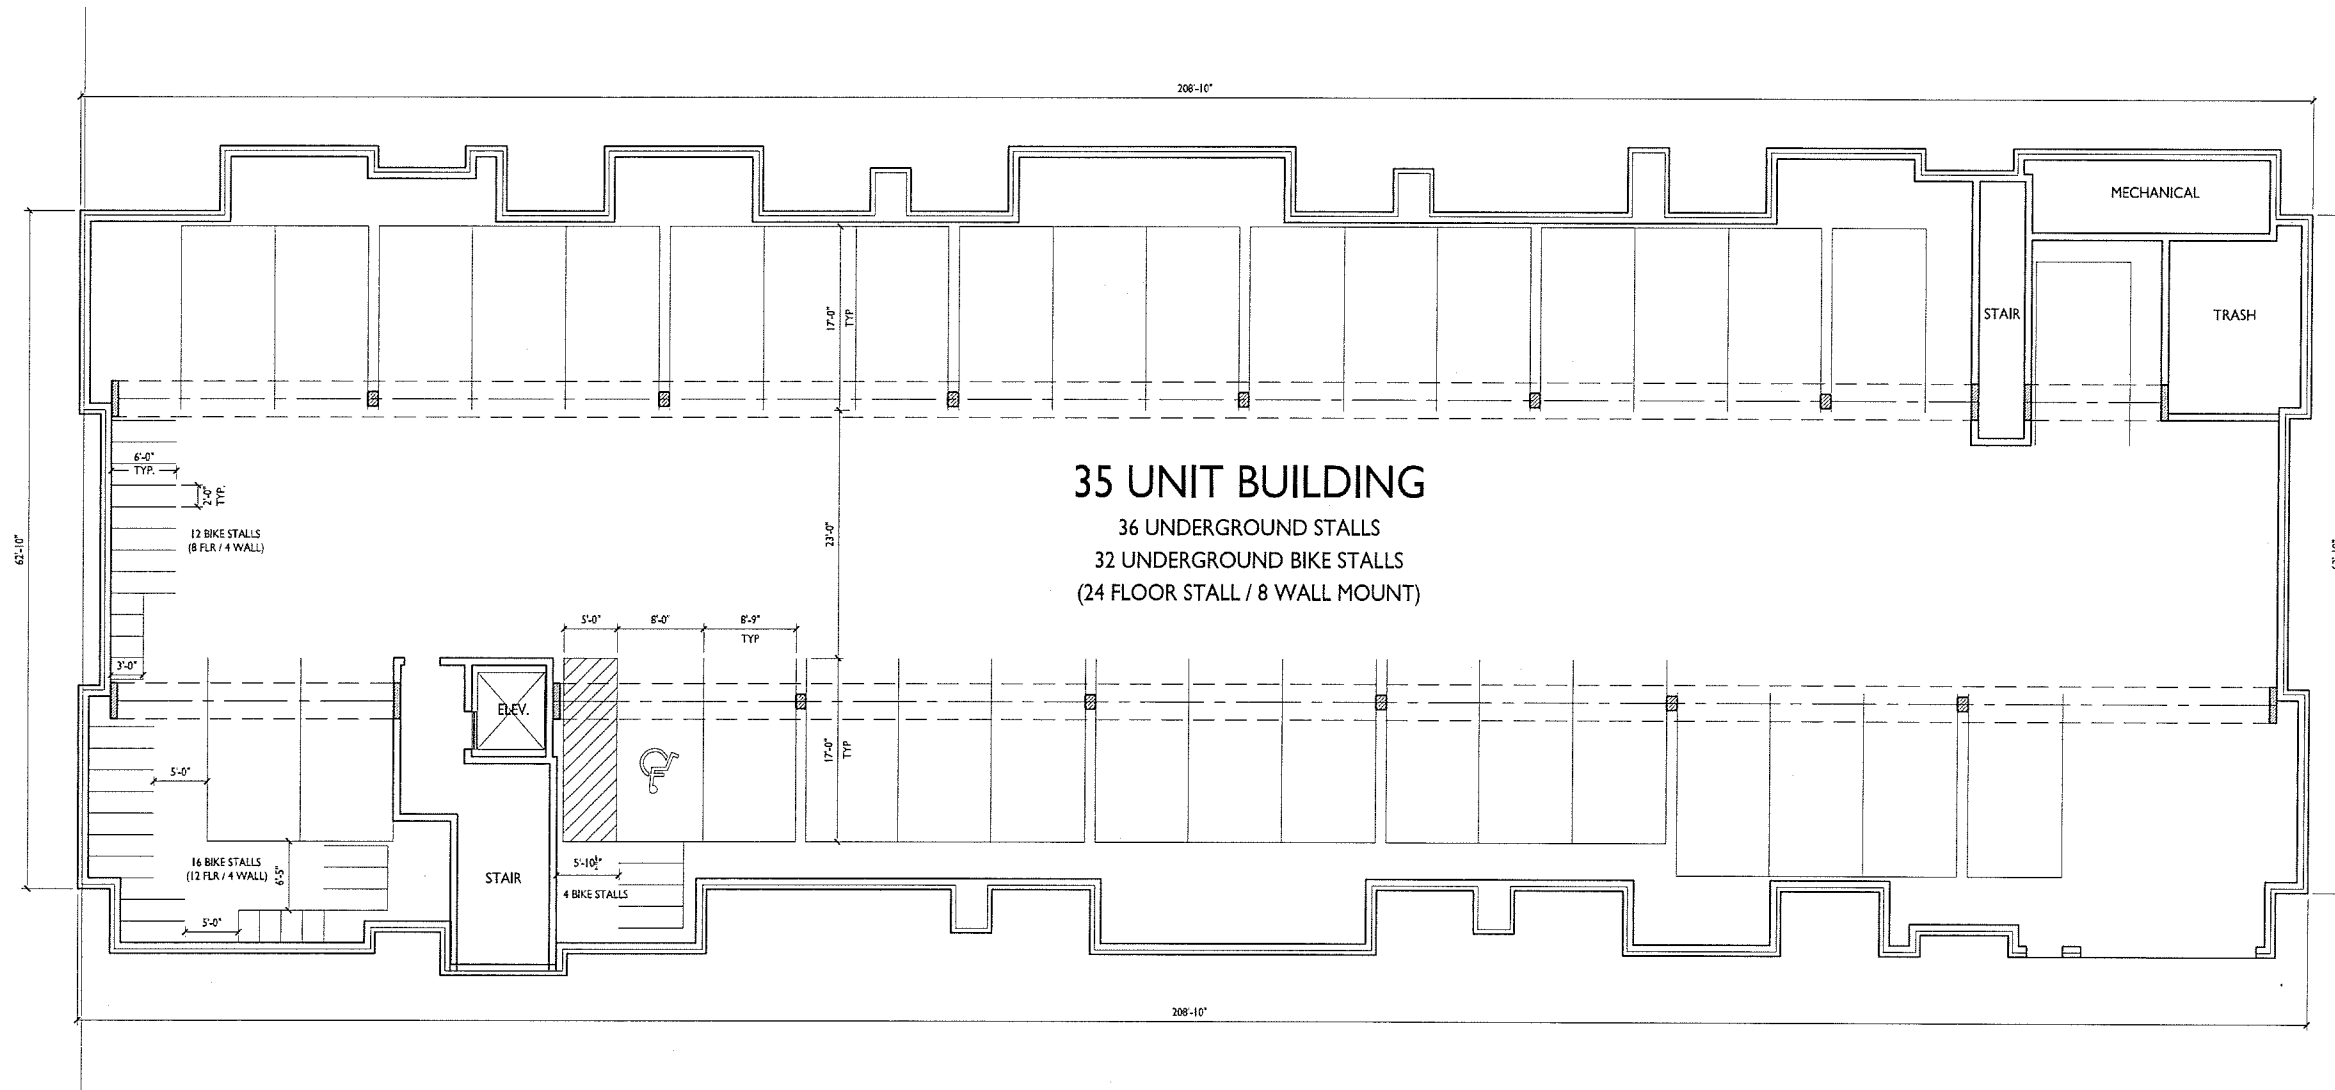 208'-10"
MECHANICAL
STAIR
TRASH
17'-0"
TYP
6'-0"
TYP.
2'-0"
TYP.
12 BIKE STALLS
(8 FLR / 4 WALL)
62'-10"
23'-0"
35 UNIT BUILDING
36 UNDERGROUND STALLS
32 UNDERGROUND BIKE STALLS
(24 FLOOR STALL / 8 WALL MOUNT)
5'-0"
8'-0"
8'-9"
TYP
3'-0"
ELEV.
17'-0"
TYP
5'-0"
16 BIKE STALLS
(12 FLR / 4 WALL)
6'-5"
STAIR
5'-10½"
4 BIKE STALLS
5'-0"
208'-10"